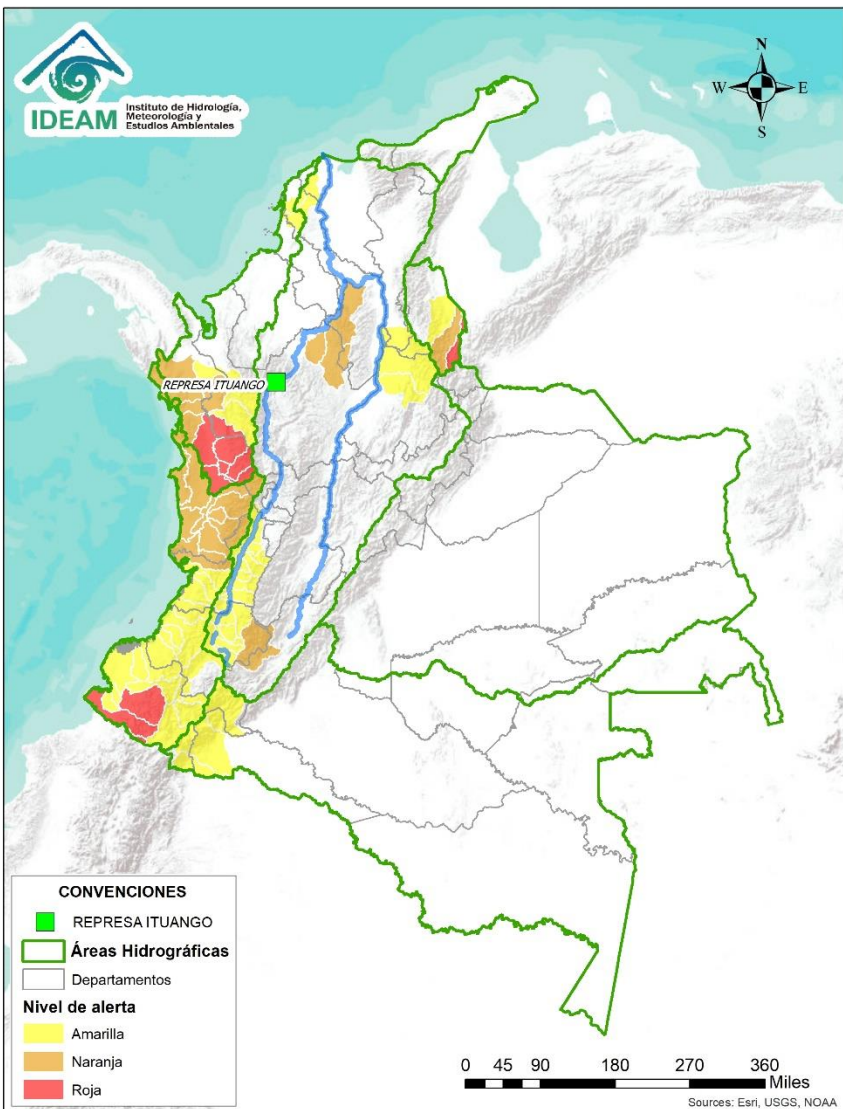 IDEAM
Instituto de Hidrología,
Meteorología y
Estudios Ambientales
N
W
E
S
REPRESA ITUANGO
CONVENCIONES
REPRESA ITUANGO
Áreas Hidrográficas
Departamentos
Nivel de alerta
Amarilla
Naranja
Roja
0 45 90 180 270 360
Miles
Sources: Esri, USGS, NOAA